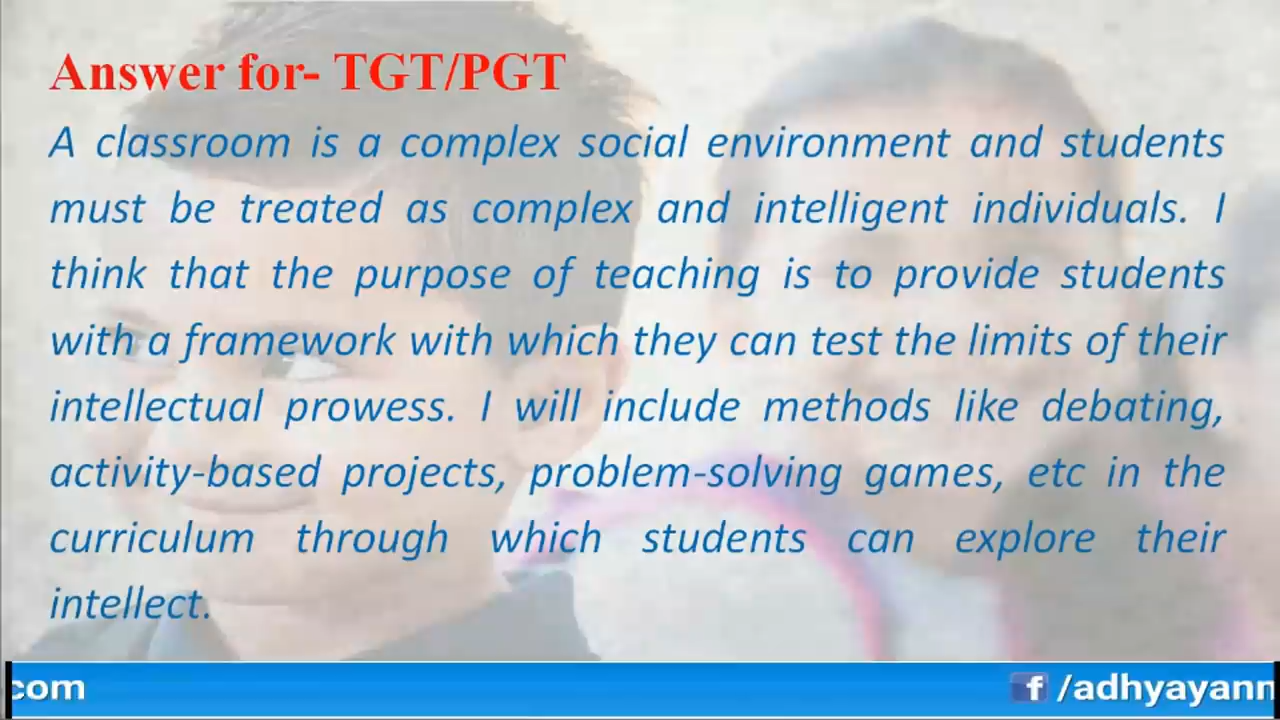 Answer for- TGT/PGT
A classroom is a complex social environment and students
must be treated as complex and intelligent individuals. I
think that the purpose of teaching is to provide students
with a framework with which they can test the limits of their
intellectual prowess. I will include methods like debating,
activity-based projects, problem-solving games, etc in the
curriculum through which students can explore their
intellect.
com
f /adhyayann